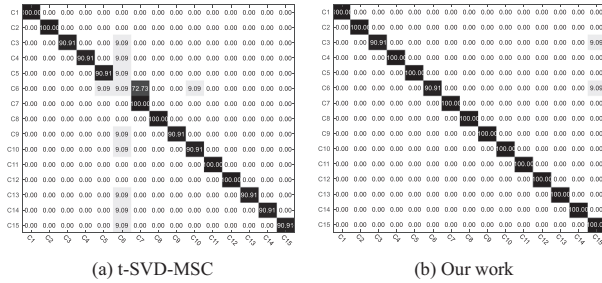 C1 100.00 0.00 0.00 0.00 0.00 0.00 0.00 0.00 0.00 0.00 0.00 0.00 0.00 0.00 0.00
C2 0.00 100.00 0.00 0.00 0.00 0.00 0.00 0.00 0.00 0.00 0.00 0.00 0.00 0.00 0.00
C3 0.00 0.00 90.91 0.00 0.00 9.09 0.00 0.00 0.00 0.00 0.00 0.00 0.00 0.00 0.00
C4 0.00 0.00 0.00 90.91 0.00 9.09 0.00 0.00 0.00 0.00 0.00 0.00 0.00 0.00 0.00
C5 0.00 0.00 0.00 0.00 90.91 9.09 0.00 0.00 0.00 0.00 0.00 0.00 0.00 0.00 0.00
C6 0.00 0.00 0.00 0.00 9.09 9.09 72.73 0.00 0.00 9.09 0.00 0.00 0.00 0.00 0.00
C7 0.00 0.00 0.00 0.00 0.00 0.00 100.00 0.00 0.00 0.00 0.00 0.00 0.00 0.00 0.00
C8 0.00 0.00 0.00 0.00 0.00 0.00 0.00 100.00 0.00 0.00 0.00 0.00 0.00 0.00 0.00
C9 0.00 0.00 0.00 0.00 0.00 9.09 0.00 0.00 90.91 0.00 0.00 0.00 0.00 0.00 0.00
C10 0.00 0.00 0.00 0.00 0.00 9.09 0.00 0.00 0.00 90.91 0.00 0.00 0.00 0.00 0.00
C11 0.00 0.00 0.00 0.00 0.00 0.00 0.00 0.00 0.00 0.00 100.00 0.00 0.00 0.00 0.00
C12 0.00 0.00 0.00 0.00 0.00 0.00 0.00 0.00 0.00 0.00 0.00 100.00 0.00 0.00 0.00
C13 0.00 0.00 0.00 0.00 0.00 9.09 0.00 0.00 0.00 0.00 0.00 0.00 90.91 0.00 0.00
C14 0.00 0.00 0.00 0.00 0.00 9.09 0.00 0.00 0.00 0.00 0.00 0.00 0.00 90.91 0.00
C15 0.00 0.00 0.00 0.00 0.00 9.09 0.00 0.00 0.00 0.00 0.00 0.00 0.00 0.00 90.91
C1 C2 C3 C4 C5 C6 C7 C8 C9 C10 C11 C12 C13 C14 C15
(a) t-SVD-MSC
C1 100.00 0.00 0.00 0.00 0.00 0.00 0.00 0.00 0.00 0.00 0.00 0.00 0.00 0.00 0.00
C2 0.00 100.00 0.00 0.00 0.00 0.00 0.00 0.00 0.00 0.00 0.00 0.00 0.00 0.00 0.00
C3 0.00 0.00 90.91 0.00 0.00 0.00 0.00 0.00 0.00 0.00 0.00 0.00 0.00 0.00 9.09
C4 0.00 0.00 0.00 100.00 0.00 0.00 0.00 0.00 0.00 0.00 0.00 0.00 0.00 0.00 0.00
C5 0.00 0.00 0.00 0.00 100.00 0.00 0.00 0.00 0.00 0.00 0.00 0.00 0.00 0.00 0.00
C6 0.00 0.00 0.00 0.00 0.00 90.91 0.00 0.00 0.00 0.00 0.00 0.00 0.00 0.00 9.09
C7 0.00 0.00 0.00 0.00 0.00 0.00 100.00 0.00 0.00 0.00 0.00 0.00 0.00 0.00 0.00
C8 0.00 0.00 0.00 0.00 0.00 0.00 0.00 100.00 0.00 0.00 0.00 0.00 0.00 0.00 0.00
C9 0.00 0.00 0.00 0.00 0.00 0.00 0.00 0.00 100.00 0.00 0.00 0.00 0.00 0.00 0.00
C10 0.00 0.00 0.00 0.00 0.00 0.00 0.00 0.00 0.00 100.00 0.00 0.00 0.00 0.00 0.00
C11 0.00 0.00 0.00 0.00 0.00 0.00 0.00 0.00 0.00 0.00 100.00 0.00 0.00 0.00 0.00
C12 0.00 0.00 0.00 0.00 0.00 0.00 0.00 0.00 0.00 0.00 0.00 100.00 0.00 0.00 0.00
C13 0.00 0.00 0.00 0.00 0.00 0.00 0.00 0.00 0.00 0.00 0.00 0.00 100.00 0.00 0.00
C14 0.00 0.00 0.00 0.00 0.00 0.00 0.00 0.00 0.00 0.00 0.00 0.00 0.00 100.00 0.00
C15 0.00 0.00 0.00 0.00 0.00 0.00 0.00 0.00 0.00 0.00 0.00 0.00 0.00 0.00 100.00
C1 C2 C3 C4 C5 C6 C7 C8 C9 C10 C11 C12 C13 C14 C15
(b) Our work